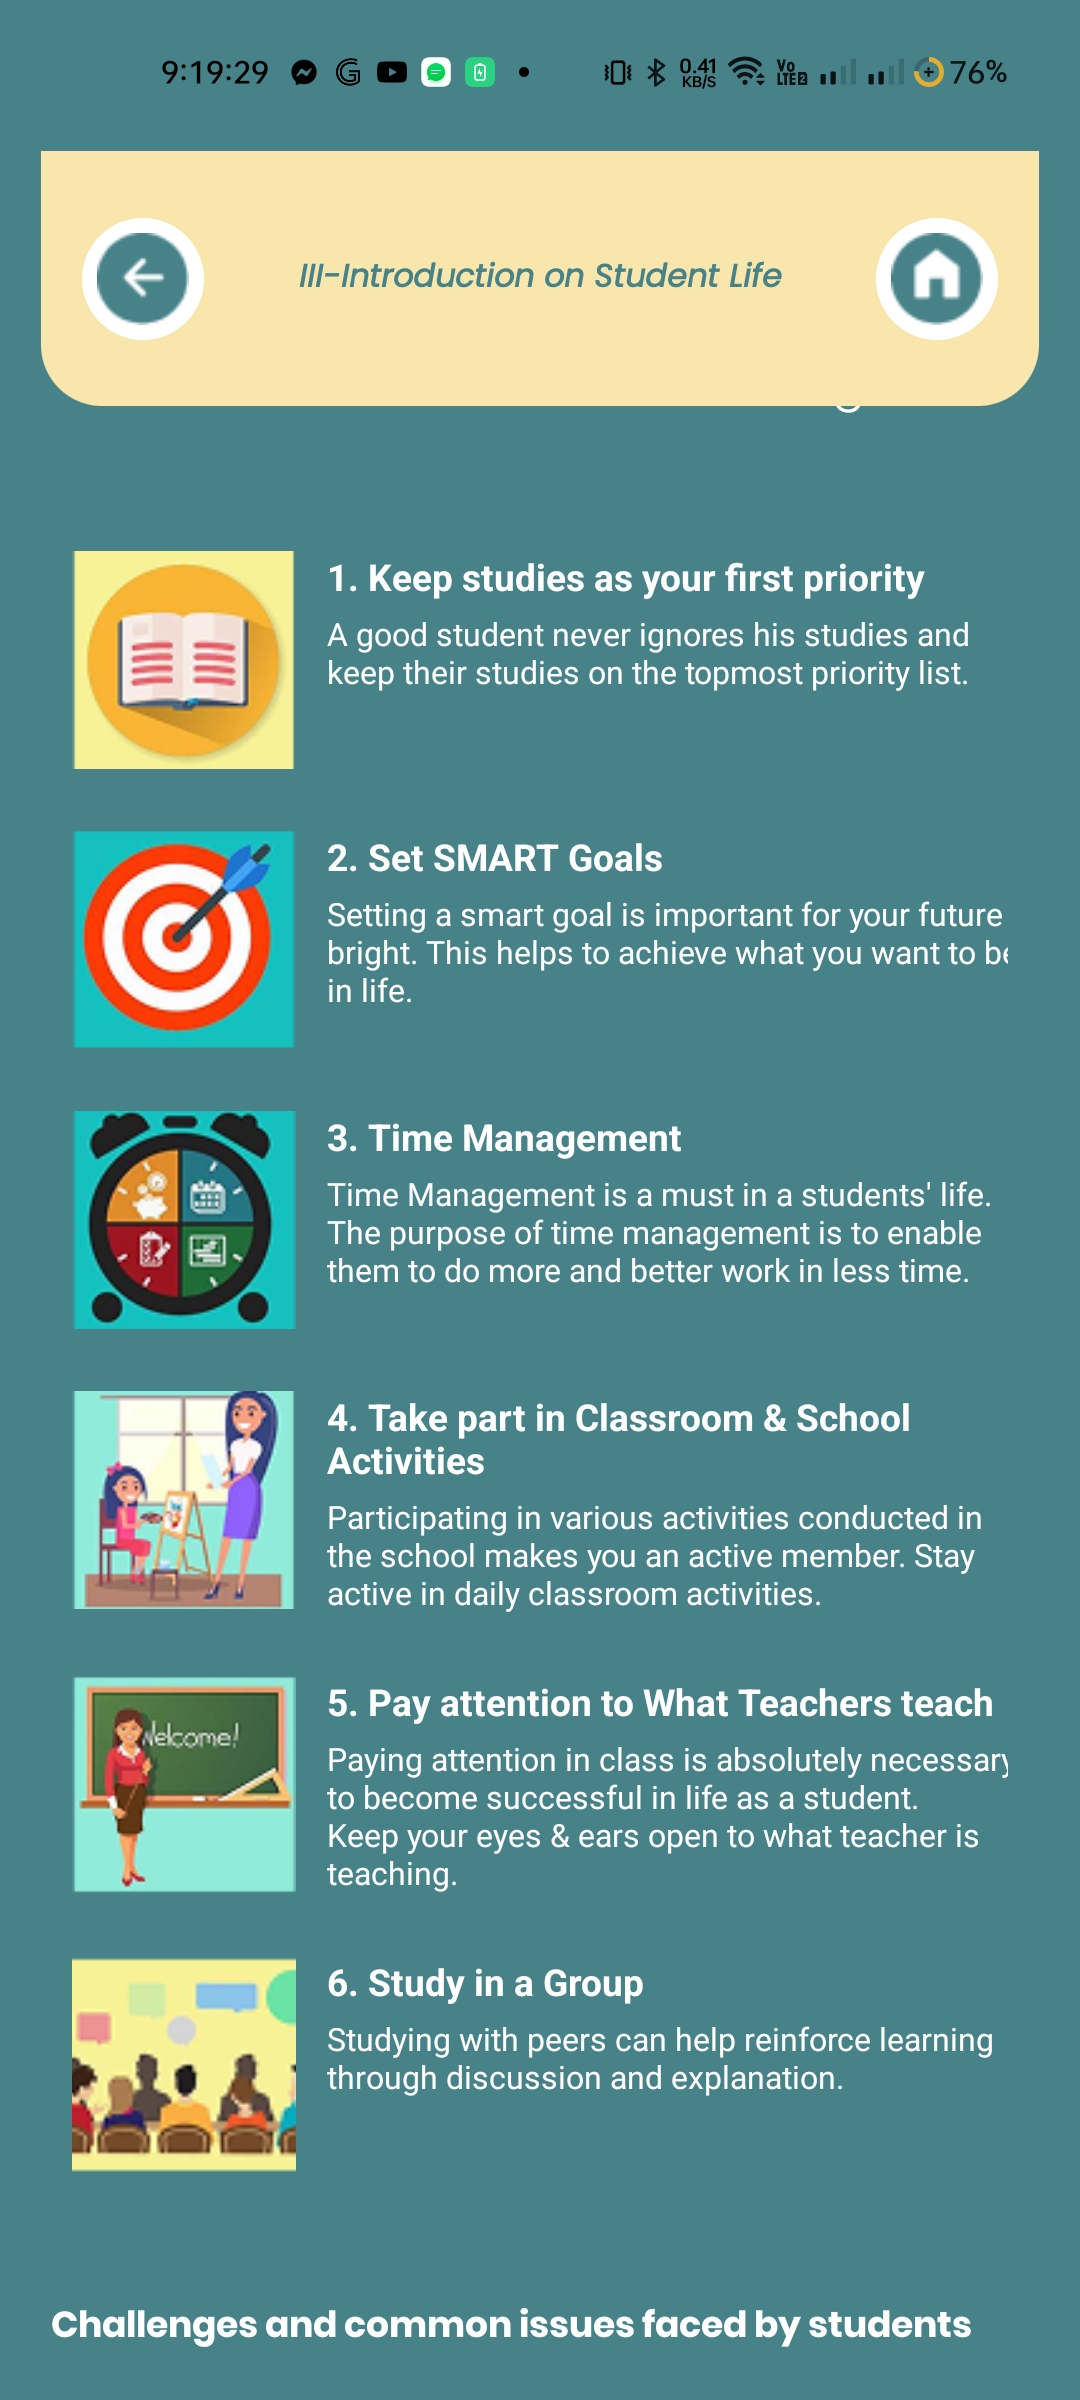 9:19:29
0.41
KB/S
Vo
LTE2
76%
III-Introduction on Student Life
1. Keep studies as your first priority
A good student never ignores his studies and
keep their studies on the topmost priority list.
2. Set SMART Goals
Setting a smart goal is important for your future
bright. This helps to achieve what you want to be
in life.
3. Time Management
Time Management is a must in a students' life.
The purpose of time management is to enable
them to do more and better work in less time.
4. Take part in Classroom & School
Activities
Participating in various activities conducted in
the school makes you an active member. Stay
active in daily classroom activities.
Welcome!
5. Pay attention to What Teachers teach
Paying attention in class is absolutely necessary
to become successful in life as a student.
Keep your eyes & ears open to what teacher is
teaching.
6. Study in a Group
Studying with peers can help reinforce learning
through discussion and explanation.
Challenges and common issues faced by students